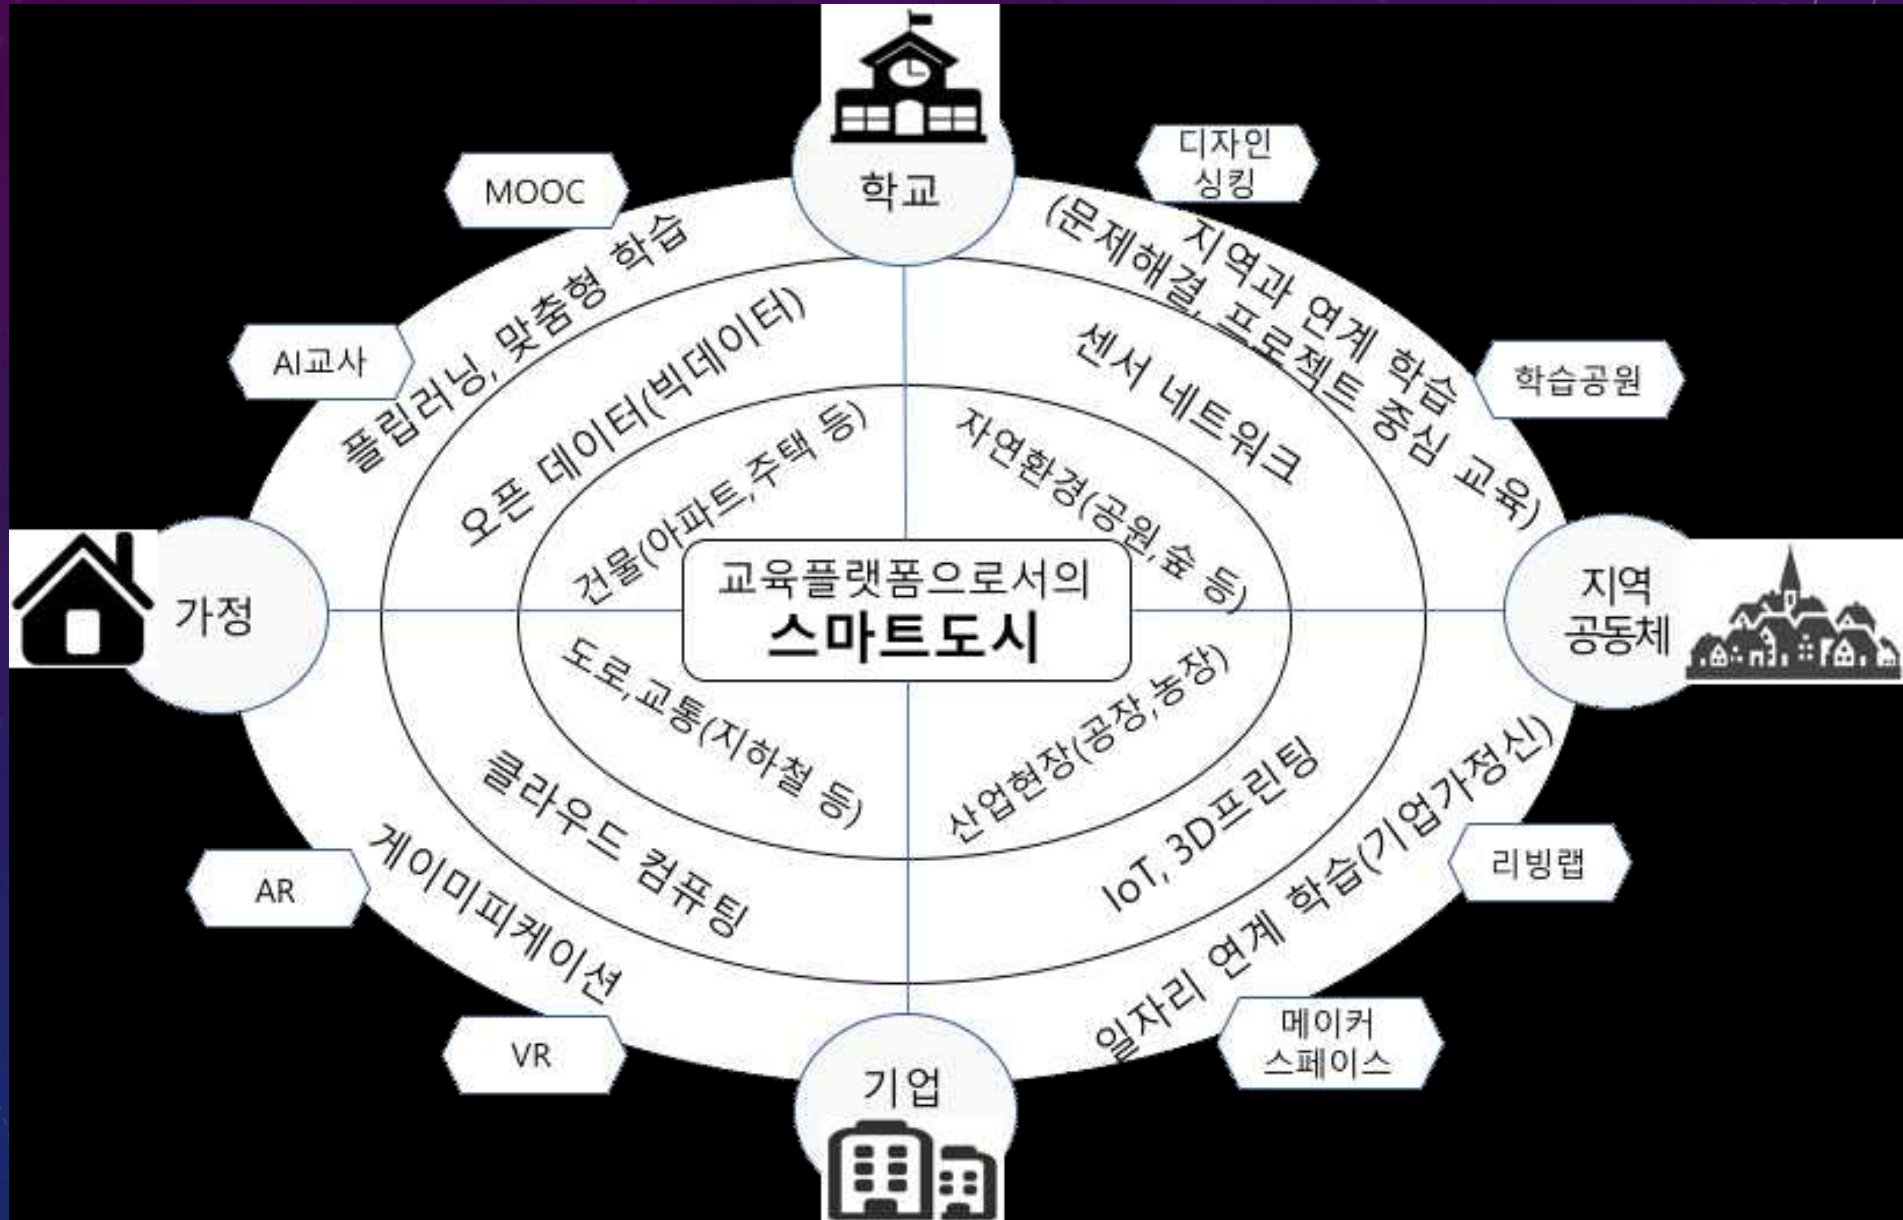 학교
MOOC
디자인
싱킹
플립러닝, 맞춤형 학습
지역과 연계 학습
(문제해결, 프로젝트 중심 교육)
AI교사
학습공원
오픈 데이터(빅데이터)
센서 네트워크
건물(아파트,주택 등)
자연환경(공원,숲 등)
가정
교육플랫폼으로서의
스마트도시
지역
공동체
도로,교통(지하철 등)
산업현장(공장,농장)
클라우드 컴퓨팅
IoT, 3D프린팅
게이미피케이션
일자리 연계 학습(기업가정신)
AR
리빙랩
VR
메이커
스페이스
기업